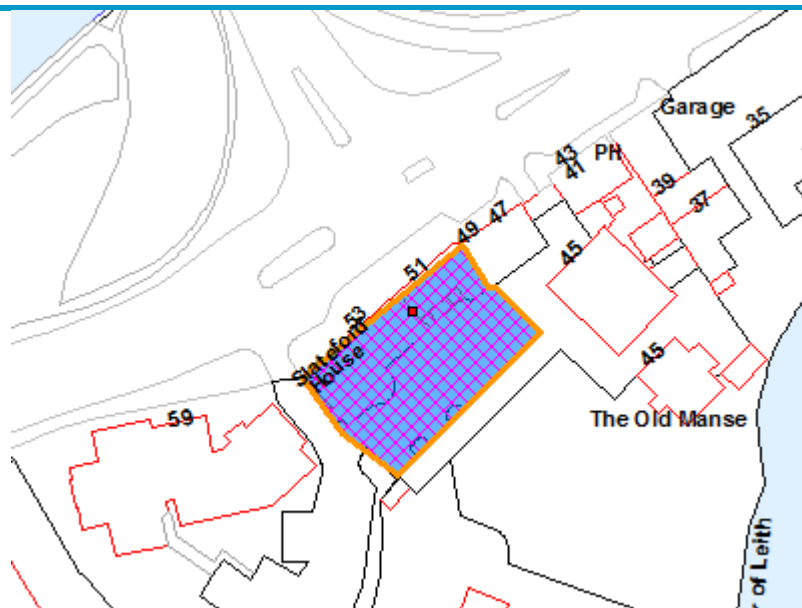 Garage
35
43
PH
41
39
37
47
49
45
51
53
Slateford
House
45
The Old Manse
59
r of Leith